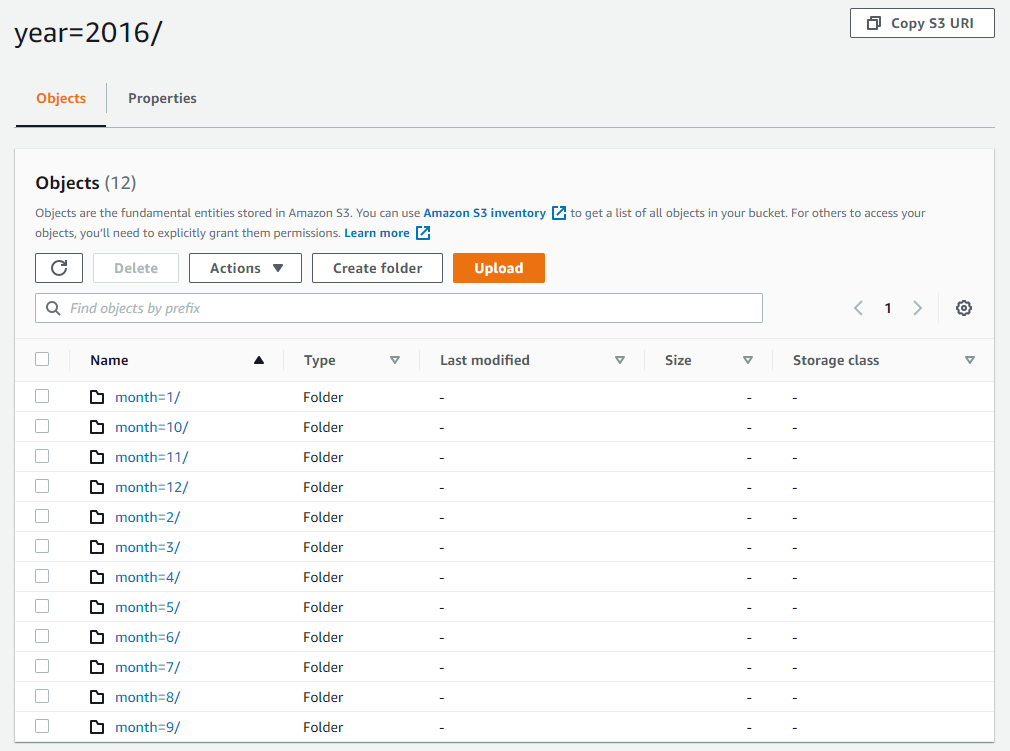 year=2016/
Copy S3 URI
Objects
Properties
Objects (12)
Objects are the fundamental entities stored in Amazon S3. You can use Amazon S3 inventory to get a list of all objects in your bucket. For others to access your
objects, you'll need to explicitly grant them permissions. Learn more
Delete Actions Create folder Upload
Find objects by prefix 1
Name Type Last modified Size Storage class
month=1/ Folder - - -
month=10/ Folder - - -
month=11/ Folder - - -
month=12/ Folder - - -
month=2/ Folder - - -
month=3/ Folder - - -
month=4/ Folder - - -
month=5/ Folder - - -
month=6/ Folder - - -
month=7/ Folder - - -
month=8/ Folder - - -
month=9/ Folder - - -